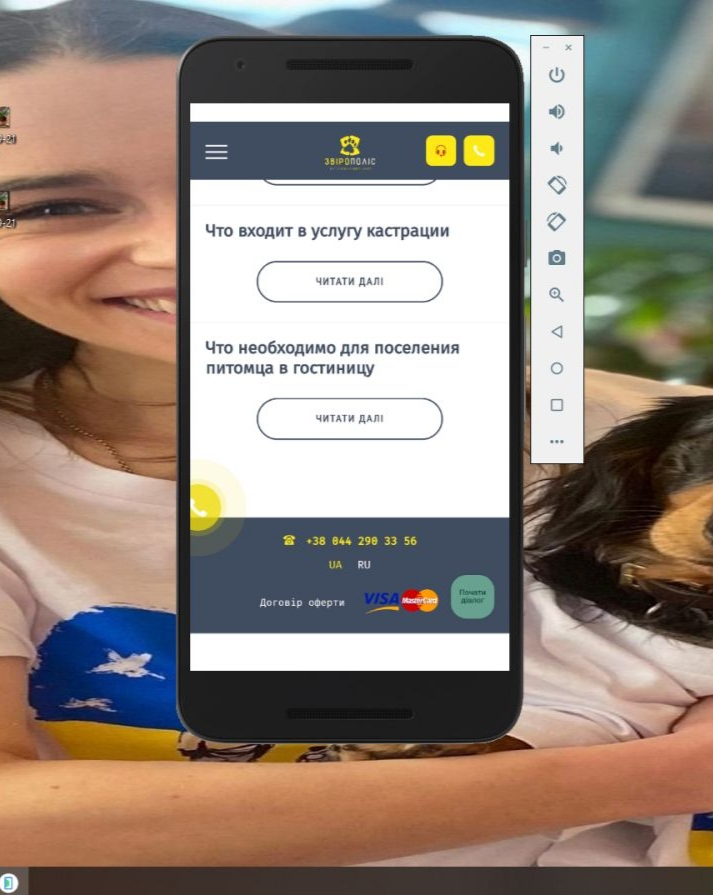 ЗВІРОПОЛІС
Что входит в услугу кастрации
ЧИТАТИ ДАЛІ
Что необходимо для поселения
питомца в гостиницу
ЧИТАТИ ДАЛІ
☎ +38 044 290 33 56
UA RU
Договір оферти VISA MasterCard
Почати
діалог